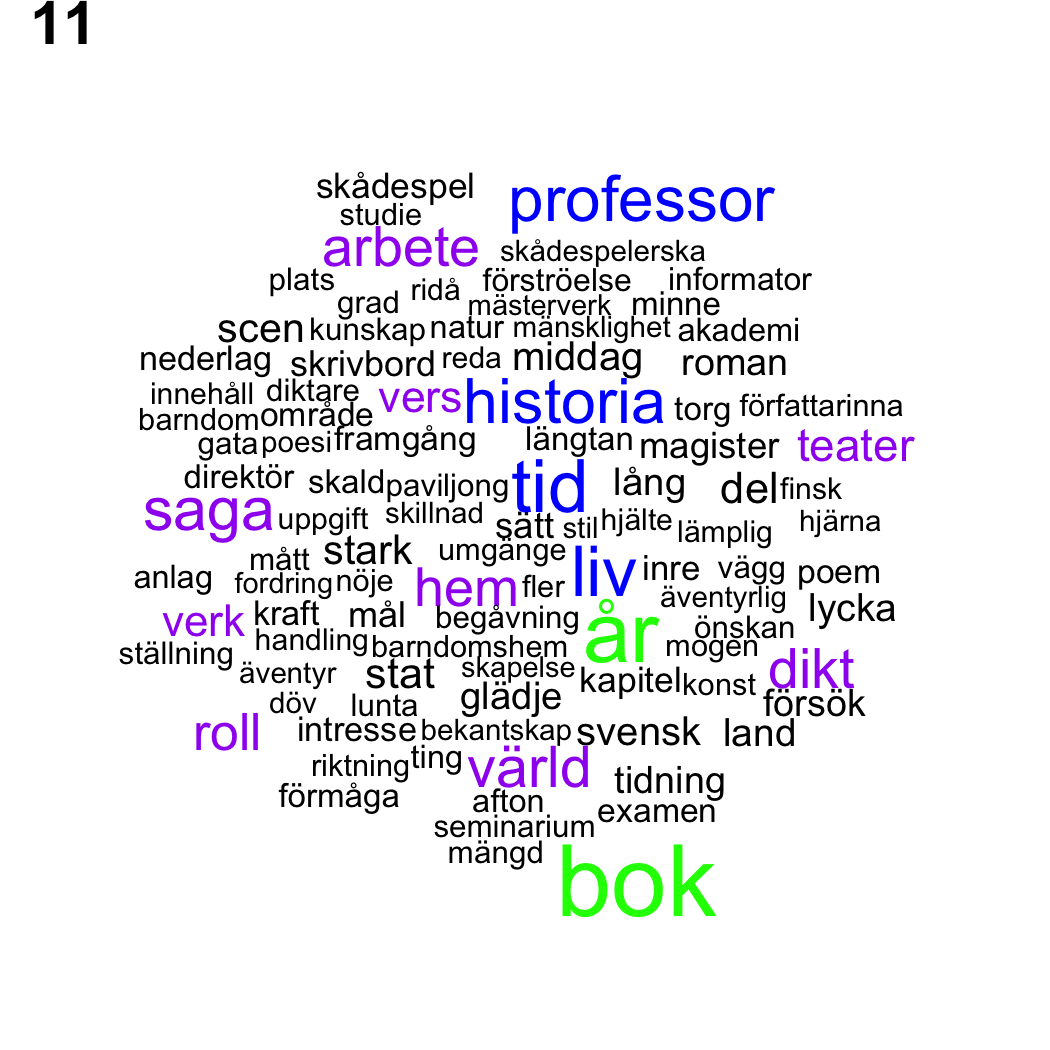 11
skådespel professor
studie
arbete skådespelerska
plats ridå förströelse informator
grad mästerverk minne
scen kunskap natur mänsklighet akademi
nederlag skrivbord reda middag roman
innehåll diktare vers historia torg författarinna
barndom område
gata poesi framgång längtan magister teater
direktör skald paviljong tid lång del finsk
saga uppgift skillnad sätt stil hjälte lämplig hjärna
mått stark umgänge liv inre vägg poem
anlag fordring nöje hem fler äventyrlig
verk kraft mål begåvning år önskan lycka
ställning handling barndomshem mogen
äventyr stat skapelse kapitel konst dikt
döv lunta glädje försök
roll intresse bekantskap svensk land
riktning ting värld tidning
förmåga afton examen
seminarium
mängd bok